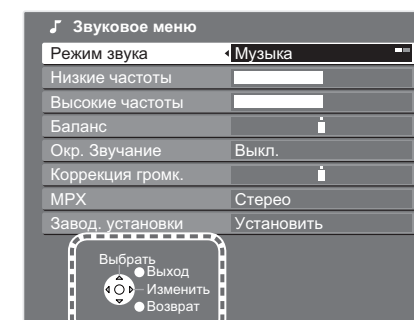 Звуковое меню
Режим звука Музыка
Низкие частоты
Высокие частоты
Баланс
Окр. Звучание Выкл.
Коррекция громк.
MPX Стерео
Завод. установки Установить
Выбрать
Выход
Изменить
Возврат